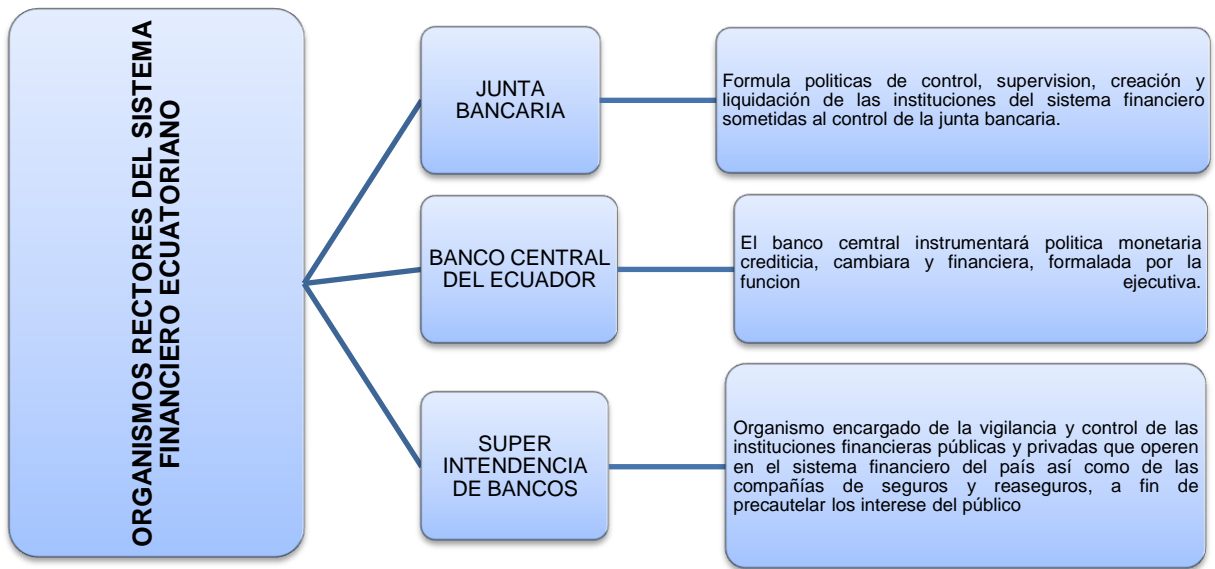 ORGANISMOS RECTORES DEL SISTEMA
FINANCIERO ECUATORIANO
JUNTA
BANCARIA
Formula politicas de control, supervision, creación y
liquidación de las instituciones del sistema financiero
sometidas al control de la junta bancaria.
BANCO CENTRAL
DEL ECUADOR
El banco cemtral instrumentará politica monetaria
crediticia, cambiara y financiera, formalada por la
funcion ejecutiva.
SUPER
INTENDENCIA
DE BANCOS
Organismo encargado de la vigilancia y control de las
instituciones financieras públicas y privadas que operen
en el sistema financiero del país así como de las
compañías de seguros y reaseguros, a fin de
precautelar los interese del público